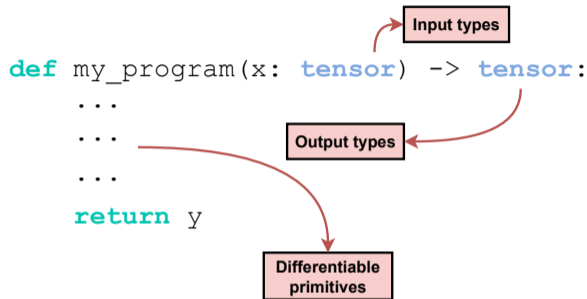 Input types
def my_program(x: tensor) -> tensor:
...
...
Output types
...
return y
Differentiable
primitives